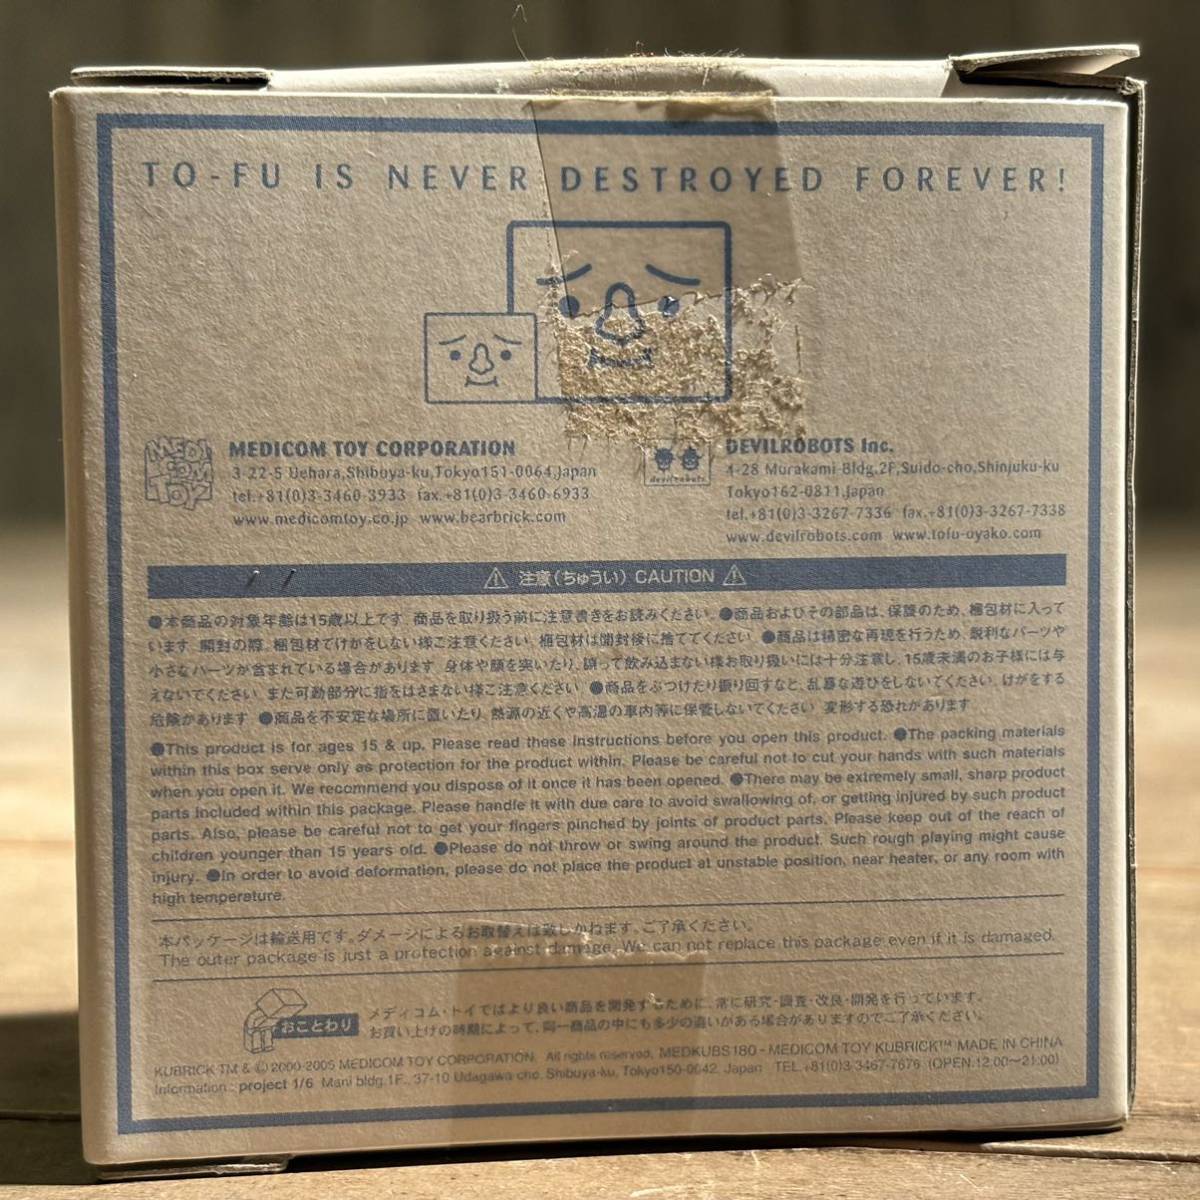 TO-FU IS NEVER DESTROYED FOREVER!
MEDI
COM
TOY
MEDICOM TOY CORPORATION
3-22-5 Uehara,Shibuya-ku,Tokyo151-0064,Japan
tel.+81(0)3-3460-3933 fax.+81(0)3-3460-6933
www.medicomtoy.co.jp www.bearbrick.com
devilrobots
DEVILROBOTS Inc.
4-28 Murakami-Bldg.2F,Suido-cho,Shinjuku-ku
Tokyo162-0811,Japan
tel.+81(0)3-3267-7336 fax.+81(0)3-3267-7338
www.devilrobots.com www.tofu-oyako.com
注意(ちゅうい) CAUTION
●本商品の対象年齢は15歳以上です。商品を取り扱う前に注意書きをお読みください。●商品およびその部品は、保護のため、梱包材に入って
います。開封の際、梱包材でけがをしない様ご注意ください。梱包材は開封後に捨ててください。●商品は精密な再現を行うため、鋭利なパーツや
小さなパーツが含まれている場合があります。身体や顔を突いたり、誤って飲み込まない様お取り扱いには十分注意し、15歳未満のお子様には与
えないでください。また可動部分に指をはさまない様ご注意ください。●商品をぶつけたり振り回すなど、乱暴な遊びをしないでください。けがをする
危険があります。●商品を不安定な場所に置いたり、熱源の近くや高温の車内等に保管しないでください。変形する恐れがあります。
●This product is for ages 15 & up. Please read those instructions before you open this product. ●The packing materials
within this box serve only as protection for the product within. Please be careful not to cut your hands with such materials
when you open it. We recommend you dispose of it once it has been opened. ●There may be extremely small, sharp product
parts included within this package. Please handle it with due care to avoid swallowing of, or getting injured by such product
parts. Also, please be careful not to get your fingers pinched by joints of product parts. Please keep out of the reach of
children younger than 15 years old. ●Please do not throw or swing around the product. Such rough playing might cause
injury. ●In order to avoid deformation, please do not place the product at unstable position, near heater, or any room with
high temperature.
本パッケージは輸送用です。ダメージによるお取替えは致しかねます。ご了承ください。
The outer package is just a protection against damage. We can not replace this package even if it is damaged.
おことわり
メディコム・トイではより良い商品を開発するために、常に研究・調査・改良・開発を行っています。
お買い上げの時期によって、同一商品の中にも多少の違いがある場合がありますのでご了承ください。
KUBRICK TM & © 2000-2005 MEDICOM TOY CORPORATION. All rights reserved. MEDKUBS180-MEDICOM TOY KUBRICK™ MADE IN CHINA
Information : project 1/6 Mani bldg.1F., 37-10 Udagawa-cho, Shibuya-ku, Tokyo150-0042, Japan TEL.+81(0)3-3467-7676 (OPEN.12:00～21:00)